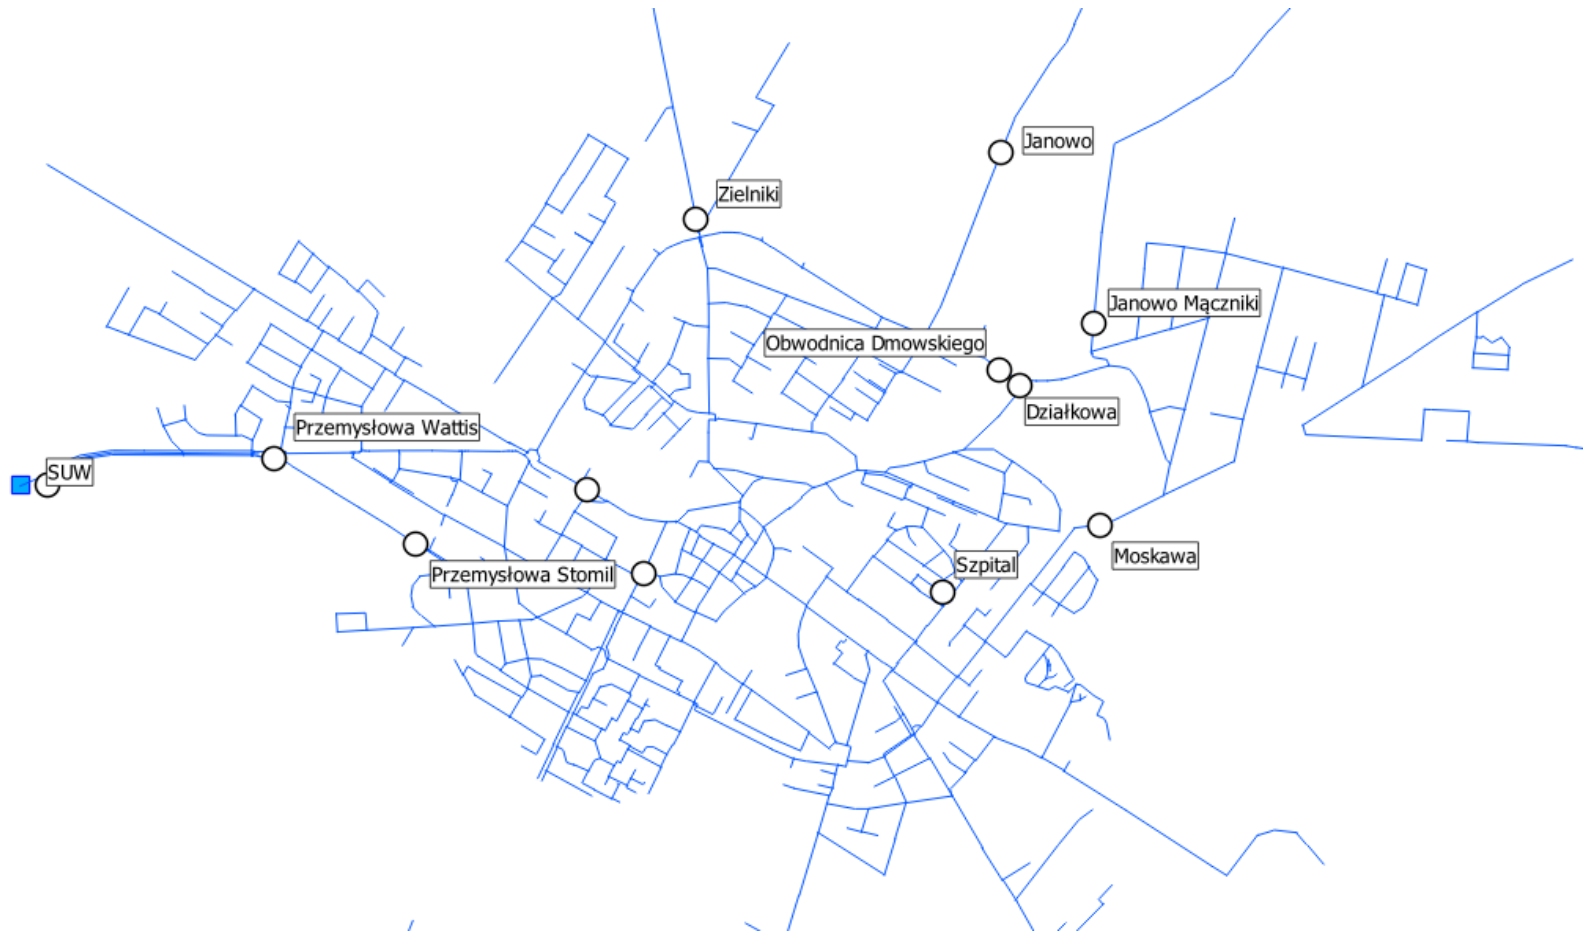 Janowo
Zielniki
Janowo Mączniki
Obwodnica Dmowskiego
Działkowa
Przemysłowa Wattis
SUW
Moskawa
Szpital
Przemysłowa Stomil